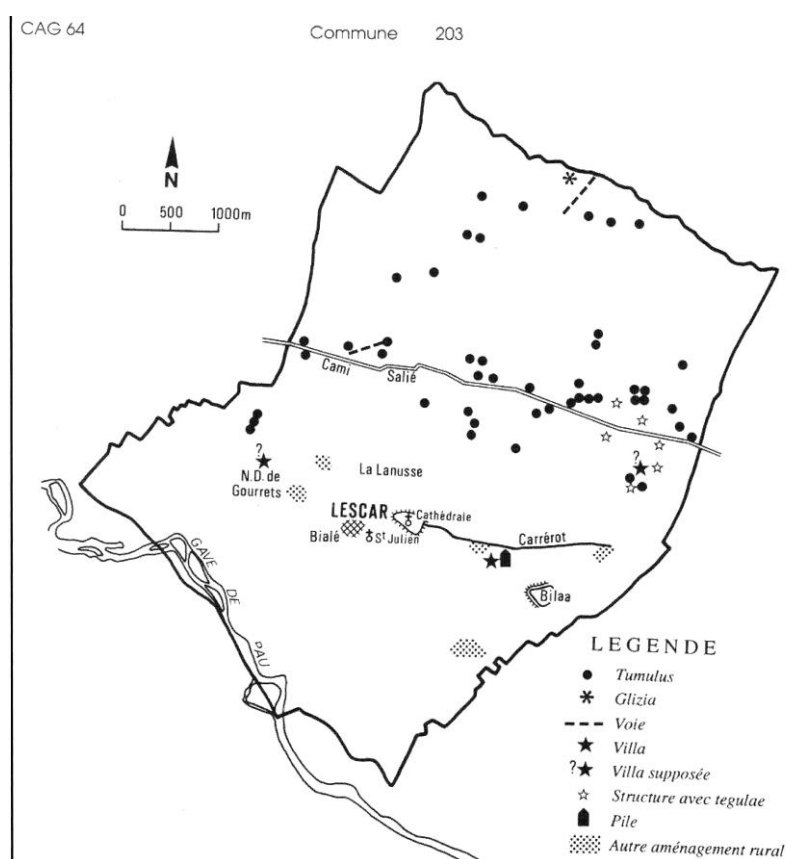 CAG 64
Commune 203
N
0 500 1000m
Cami Salié
?
N.D. de
Gourrets
La Lanusse
?
LESCAR
Cathédrale
Bialé
St Julien
Carrérot
Bilaa
GAVE DE PAU
LEGENDE
Tumulus
Glizia
Voie
Villa
? Villa supposée
Structure avec tegulae
Pile
Autre aménagement rural